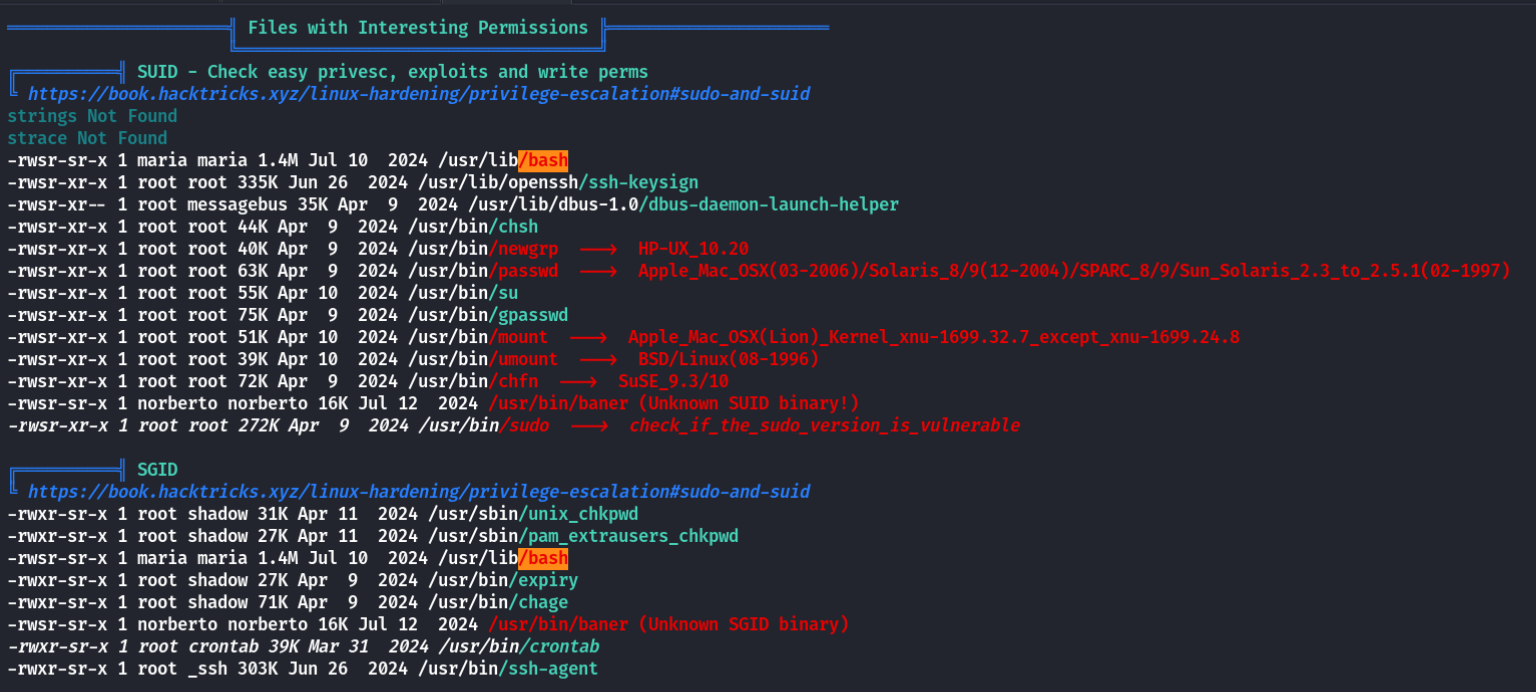 Files with Interesting Permissions
SUID - Check easy privesc, exploits and write perms
https://book.hacktricks.xyz/linux-hardening/privilege-escalation#sudo-and-suid
strings Not Found
strace Not Found
-rwsr-sr-x 1 maria maria 1.4M Jul 10  2024 /usr/lib/bash
-rwsr-xr-x 1 root root 335K Jun 26  2024 /usr/lib/openssh/ssh-keysign
-rwsr-xr-- 1 root messagebus 35K Apr  9  2024 /usr/lib/dbus-1.0/dbus-daemon-launch-helper
-rwsr-xr-x 1 root root 44K Apr  9  2024 /usr/bin/chsh
-rwsr-xr-x 1 root root 40K Apr  9  2024 /usr/bin/newgrp  --->  HP-UX_10.20
-rwsr-xr-x 1 root root 63K Apr  9  2024 /usr/bin/passwd  --->  Apple_Mac_OSX(03-2006)/Solaris_8/9(12-2004)/SPARC_8/9/Sun_Solaris_2.3_to_2.5.1(02-1997)
-rwsr-xr-x 1 root root 55K Apr 10  2024 /usr/bin/su
-rwsr-xr-x 1 root root 75K Apr  9  2024 /usr/bin/gpasswd
-rwsr-xr-x 1 root root 51K Apr 10  2024 /usr/bin/mount  --->  Apple_Mac_OSX(Lion)_Kernel_xnu-1699.32.7_except_xnu-1699.24.8
-rwsr-xr-x 1 root root 39K Apr 10  2024 /usr/bin/umount  --->  BSD/Linux(08-1996)
-rwsr-xr-x 1 root root 72K Apr  9  2024 /usr/bin/chfn  --->  SuSE_9.3/10
-rwsr-sr-x 1 norberto norberto 16K Jul 12  2024 /usr/bin/baner (Unknown SUID binary!)
-rwsr-xr-x 1 root root 272K Apr  9  2024 /usr/bin/sudo  --->  check_if_the_sudo_version_is_vulnerable
SGID
https://book.hacktricks.xyz/linux-hardening/privilege-escalation#sudo-and-suid
-rwxr-sr-x 1 root shadow 31K Apr 11  2024 /usr/sbin/unix_chkpwd
-rwxr-sr-x 1 root shadow 27K Apr 11  2024 /usr/sbin/pam_extrausers_chkpwd
-rwsr-sr-x 1 maria maria 1.4M Jul 10  2024 /usr/lib/bash
-rwxr-sr-x 1 root shadow 27K Apr  9  2024 /usr/bin/expiry
-rwxr-sr-x 1 root shadow 71K Apr  9  2024 /usr/bin/chage
-rwsr-sr-x 1 norberto norberto 16K Jul 12  2024 /usr/bin/baner (Unknown SGID binary)
-rwxr-sr-x 1 root crontab 39K Mar 31  2024 /usr/bin/crontab
-rwxr-sr-x 1 root _ssh 303K Jun 26  2024 /usr/bin/ssh-agent